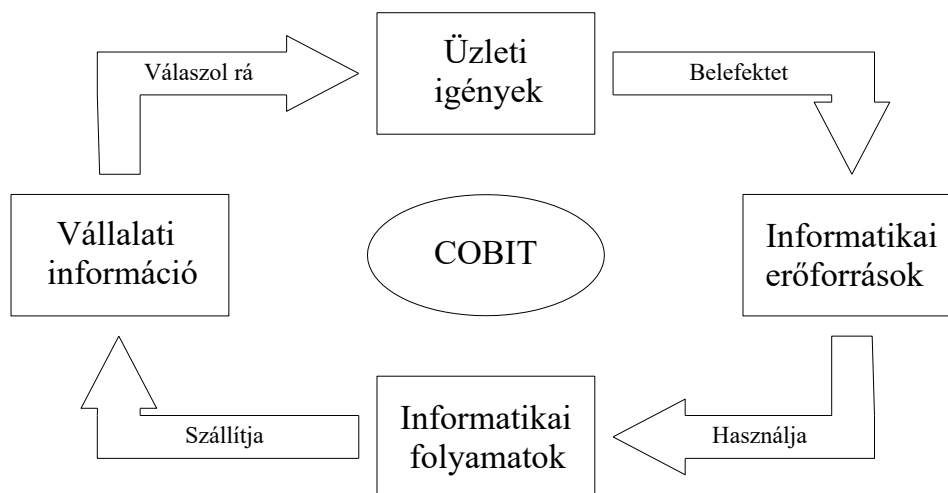 Üzleti
igények
Válaszol rá
Belefektet
Vállalati
információ
COBIT
Informatikai
erőforrások
Informatikai
folyamatok
Szállítja
Használja